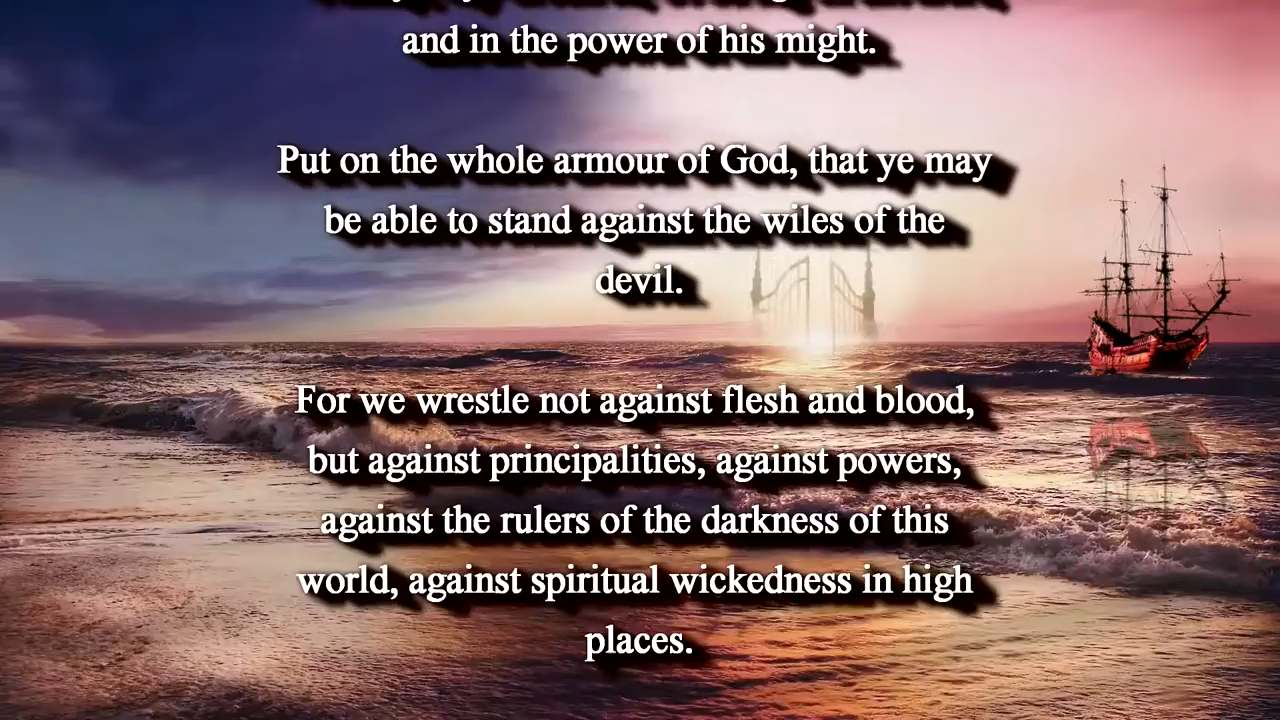 and in the power of his might.
Put on the whole armour of God, that ye may
be able to stand against the wiles of the
devil.
For we wrestle not against flesh and blood,
but against principalities, against powers,
against the rulers of the darkness of this
world, against spiritual wickedness in high
places.